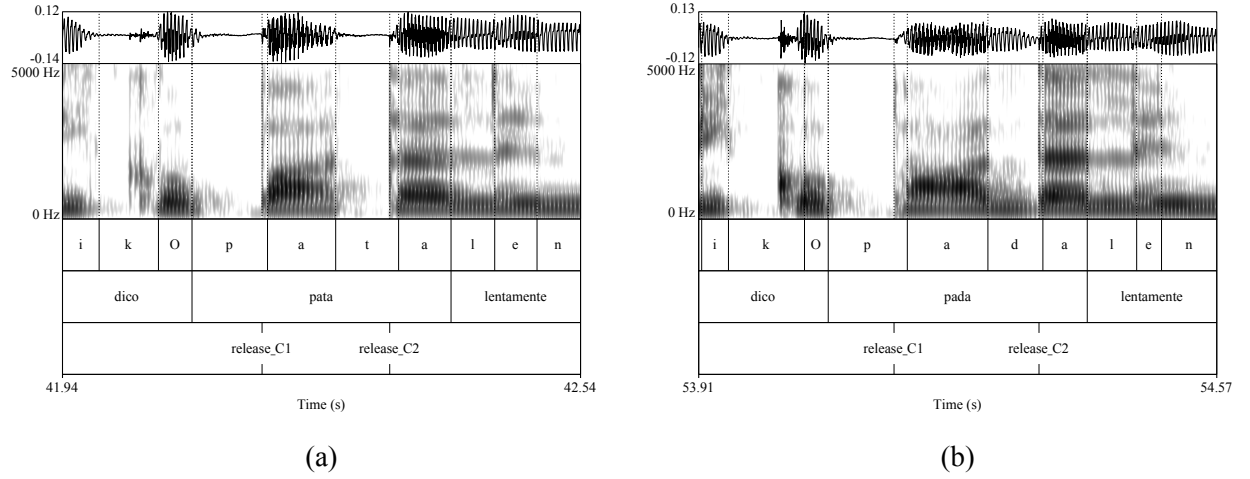 0.12
-0.14
5000 Hz
0 Hz
i k O p a t a l e n
dico pata lentamente
release_C1 release_C2
41.94 42.54
Time (s)
(a)
0.13
-0.12
5000 Hz
0 Hz
i k O p a d a l e n
dico pada lentamente
release_C1 release_C2
53.91 54.57
Time (s)
(b)